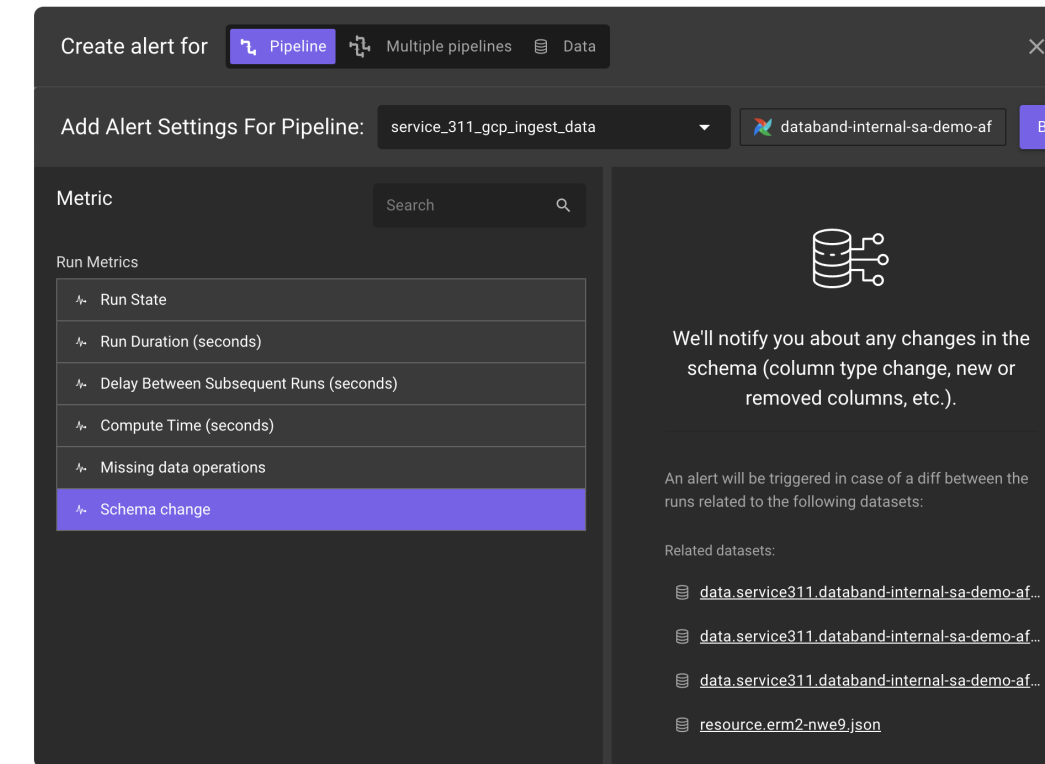 Create alert for Pipeline Multiple pipelines Data
Add Alert Settings For Pipeline: service_311_gcp_ingest_data databand-internal-sa-demo-af B
Metric
Search
Run Metrics
Run State
Run Duration (seconds)
Delay Between Subsequent Runs (seconds)
Compute Time (seconds)
Missing data operations
Schema change
We'll notify you about any changes in the
schema (column type change, new or
removed columns, etc.).
An alert will be triggered in case of a diff between the
runs related to the following datasets:
Related datasets:
data.service311.databand-internal-sa-demo-af...
data.service311.databand-internal-sa-demo-af...
data.service311.databand-internal-sa-demo-af...
resource.erm2-nwe9.json